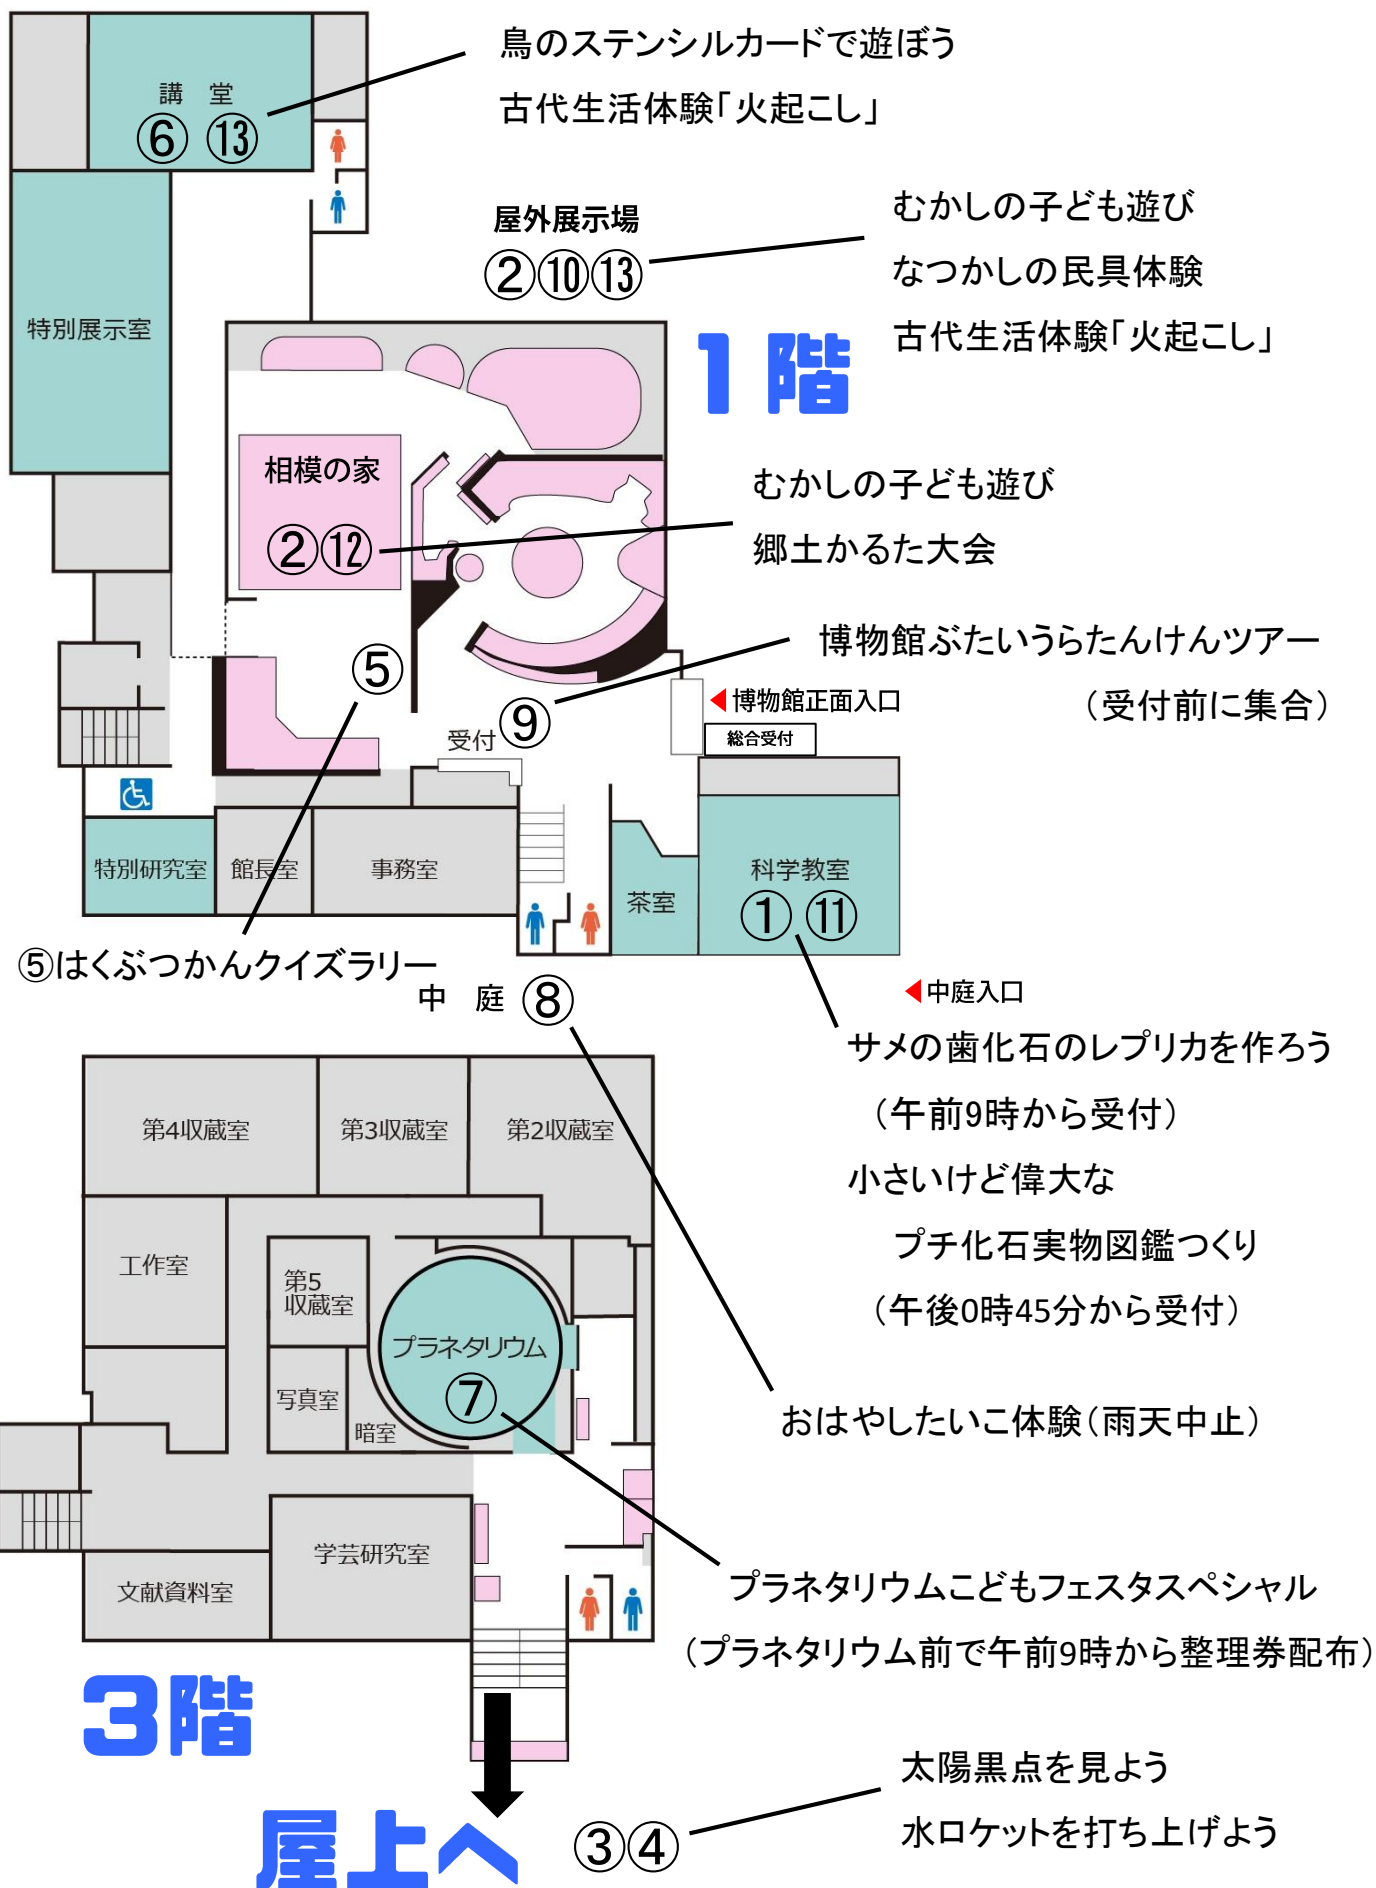 鳥のステンシルカードで遊ぼう
古代生活体験「火起こし」
講　堂
⑥ ⑬
屋外展示場
②⑩⑬
むかしの子ども遊び
なつかしの民具体験
古代生活体験「火起こし」
特別展示室
1階
相模の家
②⑫
むかしの子ども遊び
郷土かるた大会
博物館ぶたいうらたんけんツアー
（受付前に集合）
⑤
⑨
受付
博物館正面入口
総合受付
特別研究室
館長室
事務室
茶室
科学教室
① ⑪
⑤はくぶつかんクイズラリー
中　庭 ⑧
中庭入口
サメの歯化石のレプリカを作ろう
（午前9時から受付）
小さいけど偉大な
プチ化石実物図鑑つくり
（午後0時45分から受付）
第4収蔵室
第3収蔵室
第2収蔵室
工作室
第5
収蔵室
プラネタリウム
⑦
写真室
暗室
おはやしたいこ体験（雨天中止）
学芸研究室
文献資料室
プラネタリウムこどもフェスタスペシャル
（プラネタリウム前で午前9時から整理券配布）
3階
太陽黒点を見よう
水ロケットを打ち上げよう
屋上へ
③④